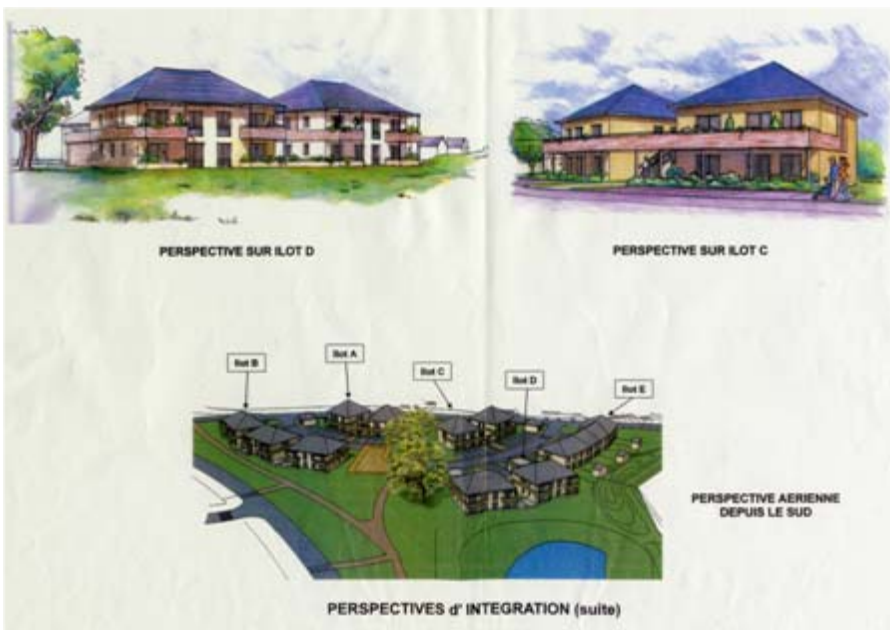 PERSPECTIVE SUR ILOT D
PERSPECTIVE SUR ILOT C
Ilot B
Ilot A
Ilot C
Ilot D
Ilot E
PERSPECTIVE AERIENNE
DEPUIS LE SUD
PERSPECTIVES d' INTEGRATION (suite)